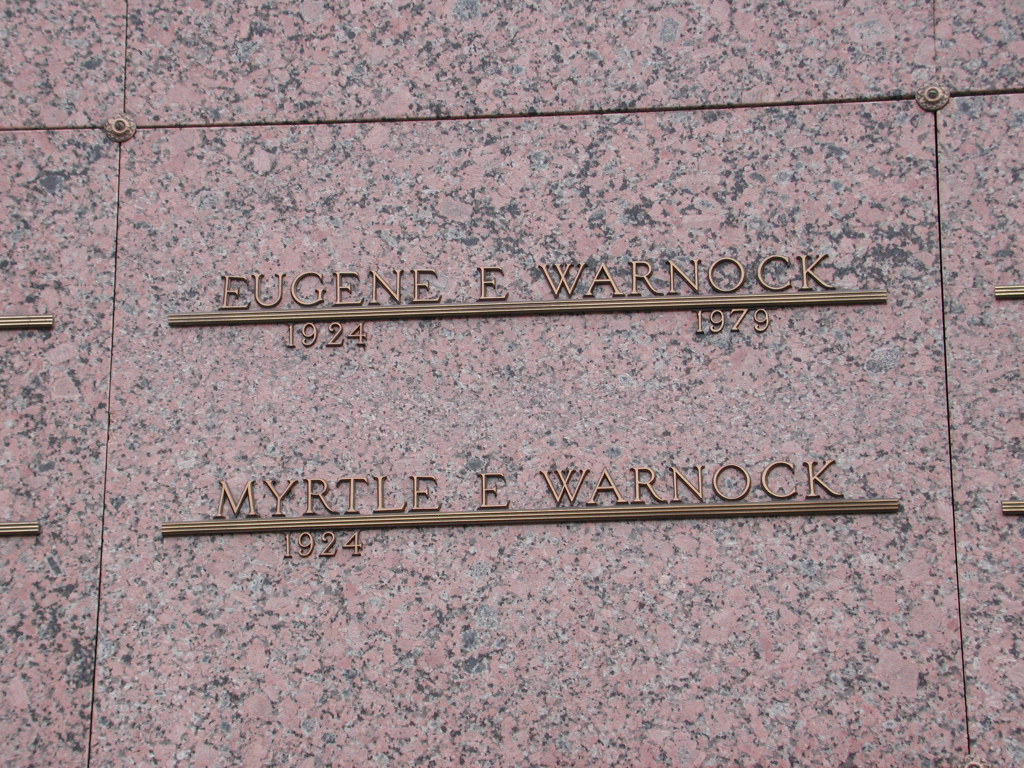 EUGENE E WARNOCK
1924 1979
MYRTLE E WARNOCK
1924